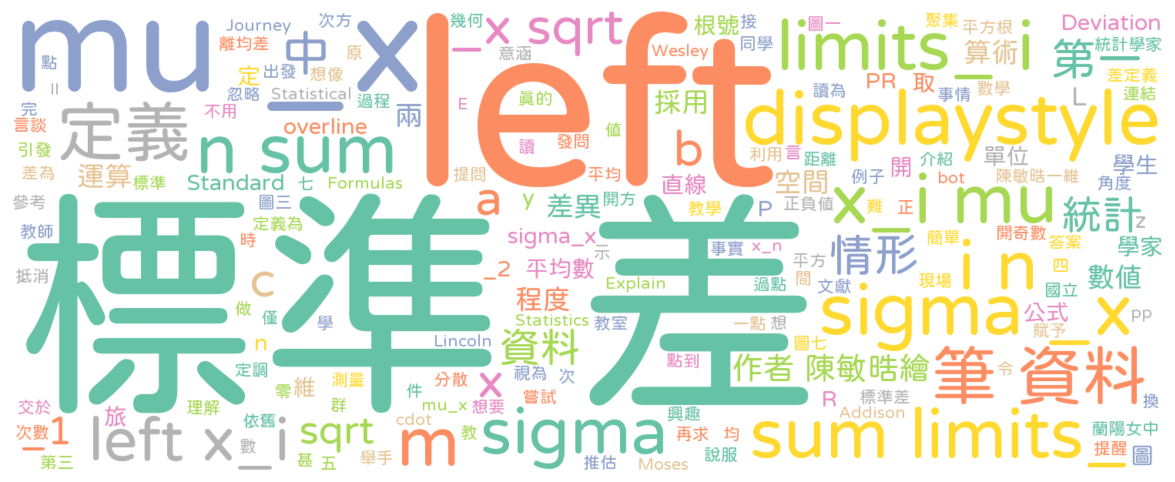 mu _ x
中
left
_x sqrt
limits_i
第一
標準差
定義
n sum
displaystyle
x_i mu
統計
情形
i n
sigma_x
筆 資料
sum limits_
sigma
left x_i
sqrt
m
資料
作者 陳敏晧繪
Journey
次方
離均差
幾何
意涵
根號
接
Wesley
同學
圖一
聚集
平方根
算術
Deviation
統計學家
點
II
定
出發
想像
原
忽略
Statistical
過程
兩
E
眞的
採用
讀為
PR
取
事情
數學
L
差定義
連結
完
言談
不用
overline
讀
發問
值
b
利用
言
距離
開
介紹
單位
學生
引發
差為
運算
標準
Standard
七
Formulas
提問
平均
直線
空間
例子
bot
陳敏晧一維
角度
參考
圖三
定義為
a
y
差異
開方
教學
P
正負值
難
正
z
教師
時
sigma_x_
示
事實
x_n
平方
簡單
開奇數
答案
學家
抵消
c
_2
平均數
Explain
過點
間
文獻
現場
四
國立
數值
做
僅
學
程度
Statistics
教室
一點
想
圖七
公式
賦予
pp
n
Lincoln
定調
零
維
測量
件
分散
x
視為
次
點到
R
標準差
令
交於
旅
理解
依舊
群
mu_x
想要
嘗試
興趣
Addison
換
_1
次數
數
cdot
教
再求
均
說服
蘭陽女中
提醒
圖
第三
甚
五
舉手
推估
Moses